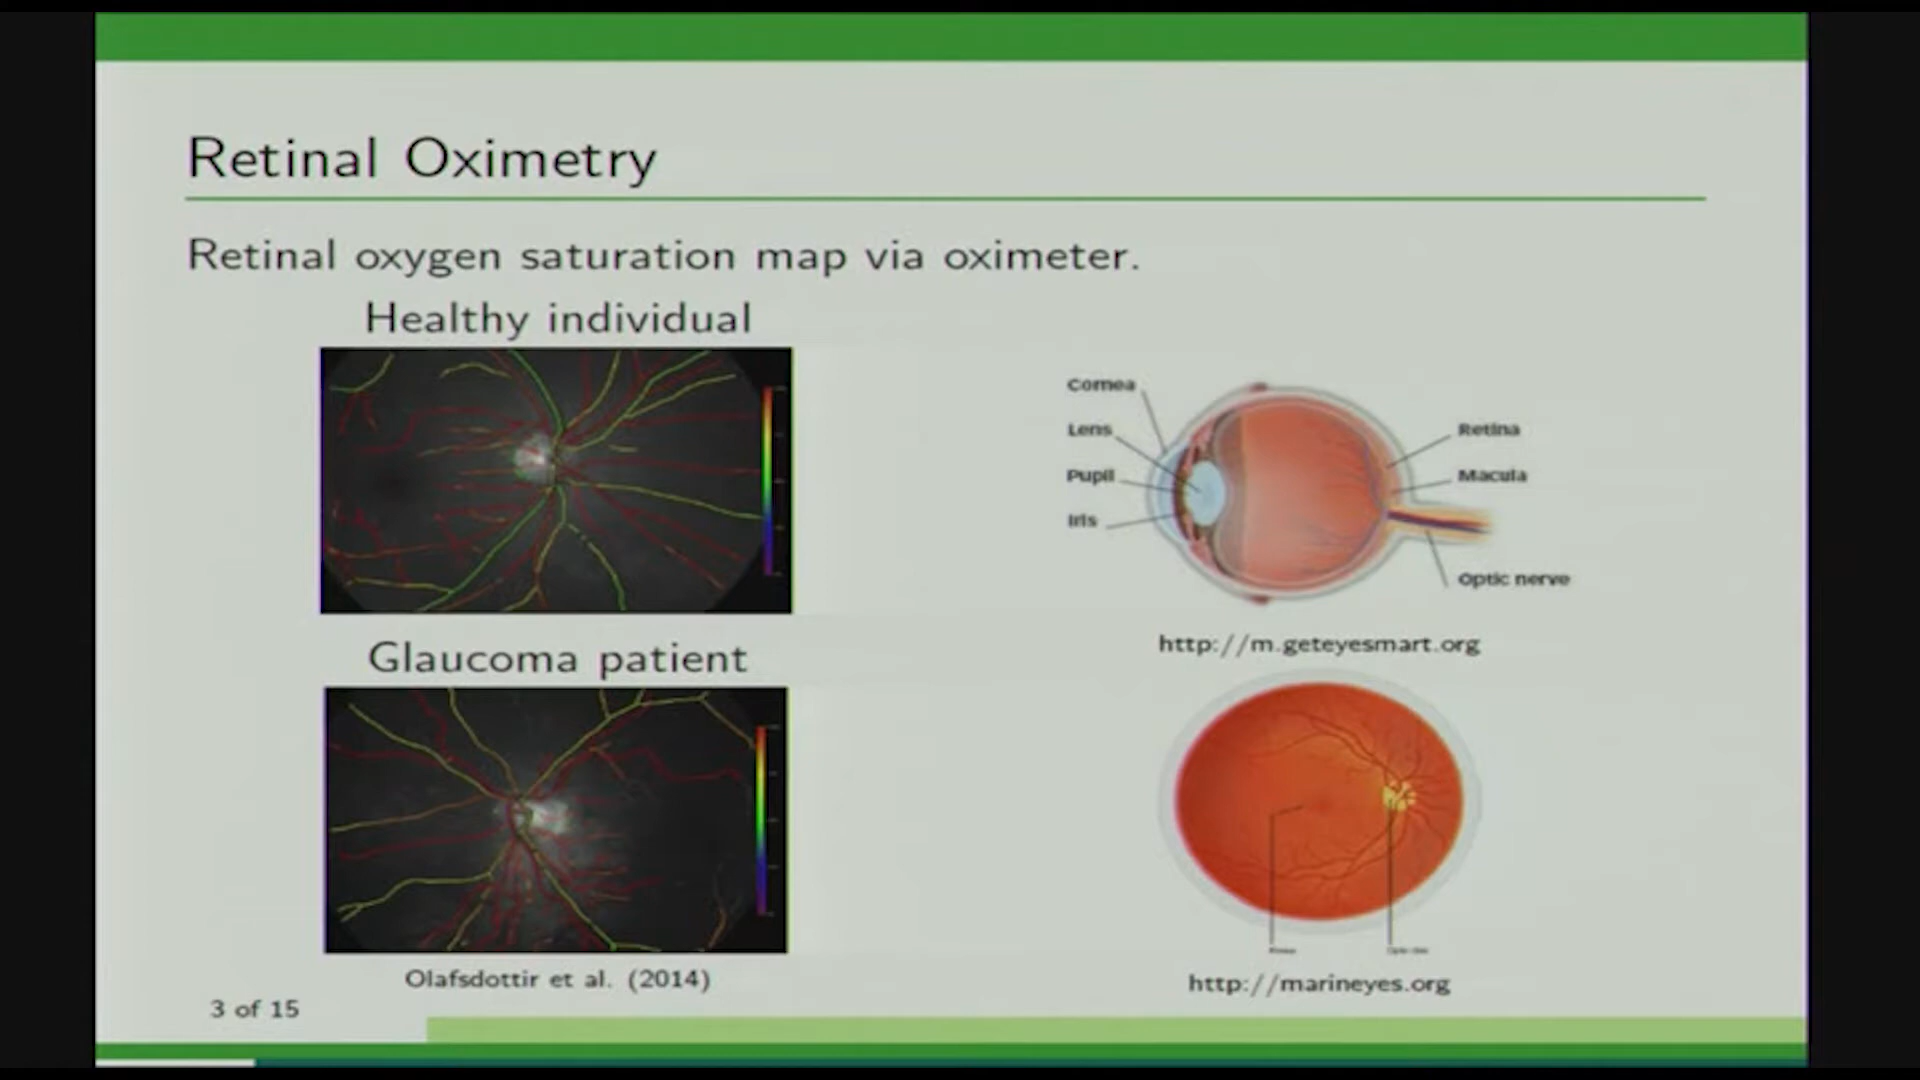 Retinal Oximetry
Retinal oxygen saturation map via oximeter.
Healthy individual
Cornea
Lens
Pupil
Iris
Retina
Macula
Optic nerve
http://m.geteyesmart.org
Glaucoma patient
Olafsdottir et al. (2014)
http://marineyes.org
3 of 15